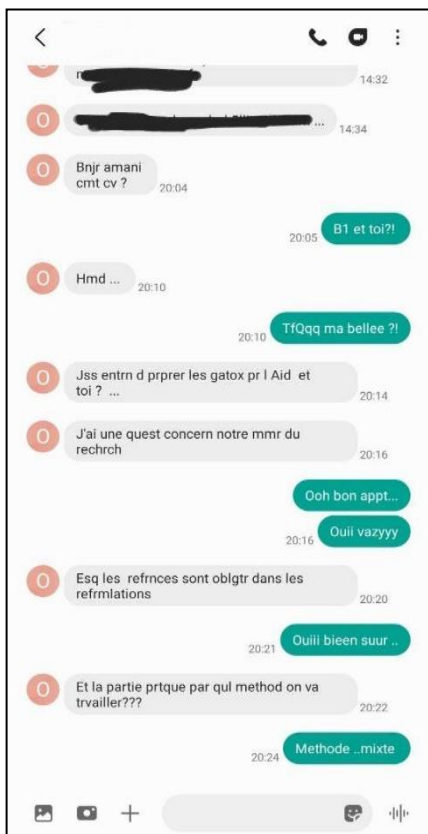 14:32
...
14:34
O
Bnjr amani
cmt cv ?
20:04
20:05
B1 et toi?!
O
Hmd ...
20:10
20:10
TfQqq ma bellee ?!
O
Jss entrn d prprer les gatox pr l Aid et
toi ? ...
20:14
O
J'ai une quest concern notre mmr du
rechrch
20:16
Ooh bon appt...
20:16
Ouii vazyyy
O
Esq les refrnces sont oblgtr dans les
refrmlations
20:20
20:21
Ouiii bieen suur ..
O
Et la partie prtque par qul method on va
trvailler???
20:22
20:24
Methode ..mixte